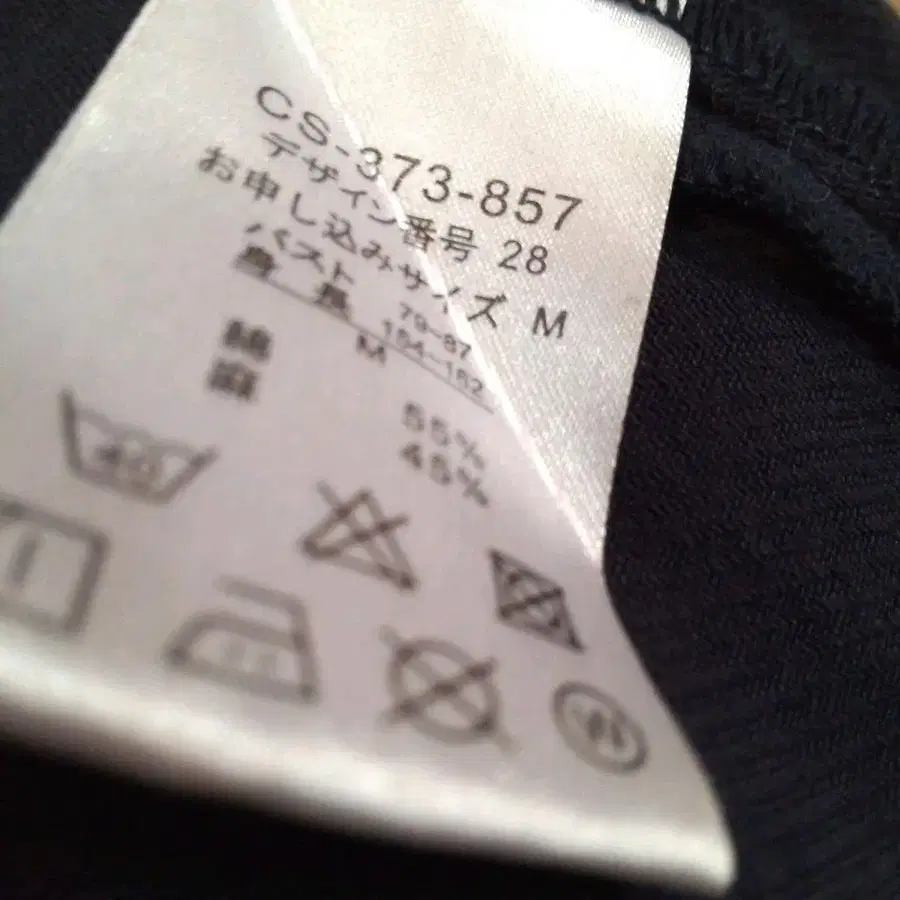 CS-373-857
デザイン番号 28
お申し込みサイズ M
バスト 79-87
身 長 154-162
M
綿 55%
麻 45%
40